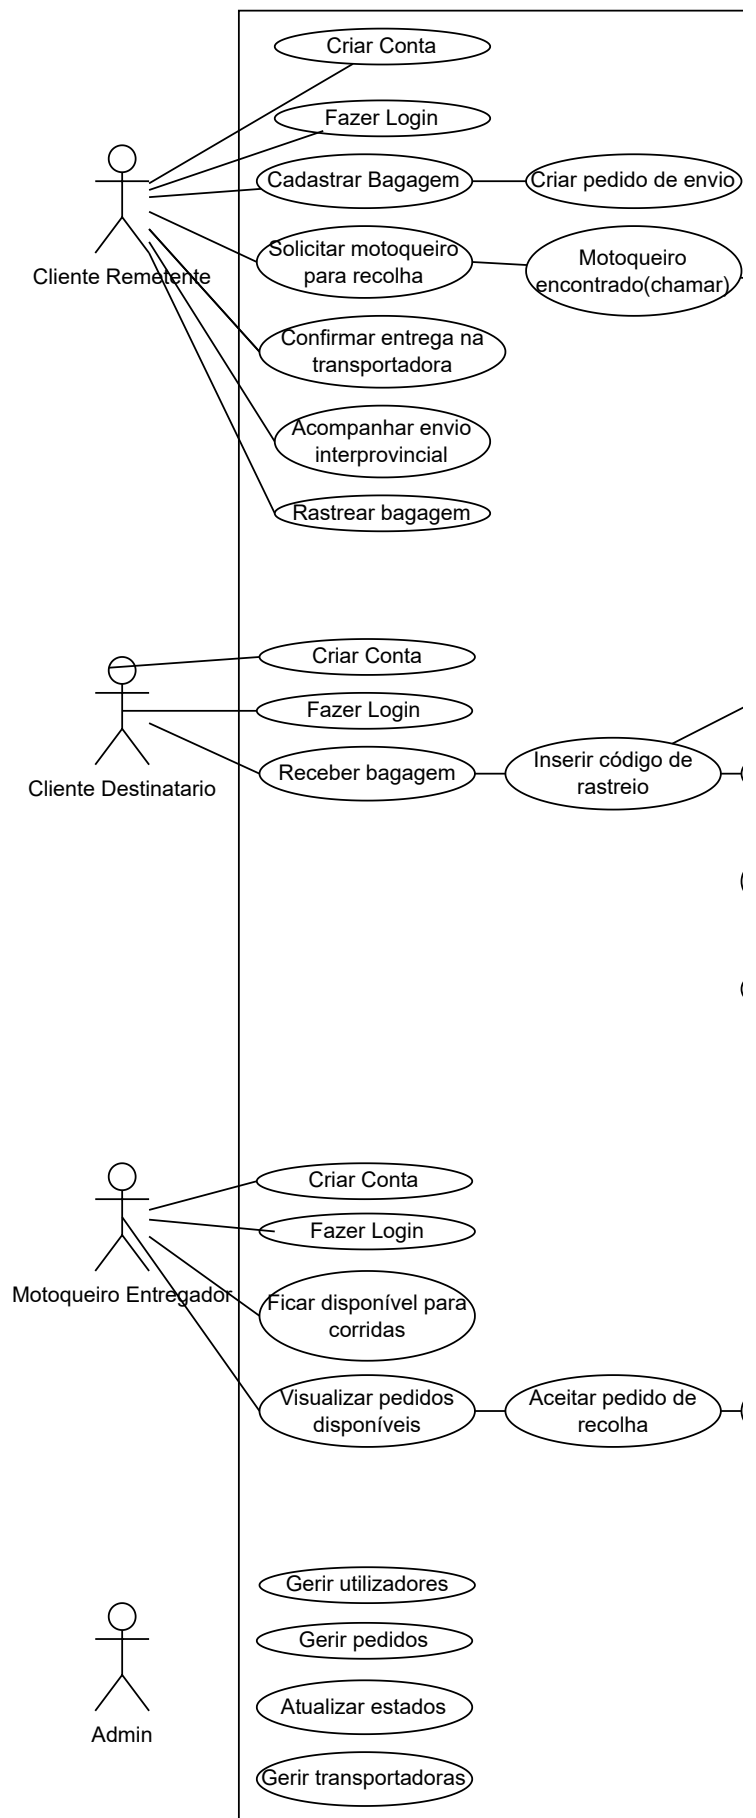 Criar Conta
Fazer Login
Cadastrar Bagagem
Criar pedido de envio
Solicitar motoqueiro
para recolha
Motoqueiro
encontrado(chamar)
Cliente Remetente
Confirmar entrega na
transportadora
Acompanhar envio
interprovincial
Rastrear bagagem
Criar Conta
Fazer Login
Receber bagagem
Inserir código de
rastreio
Cliente Destinatario
Criar Conta
Fazer Login
Motoqueiro Entregador
Ficar disponível para
corridas
Visualizar pedidos
disponíveis
Aceitar pedido de
recolha
Gerir utilizadores
Gerir pedidos
Atualizar estados
Admin
Gerir transportadoras